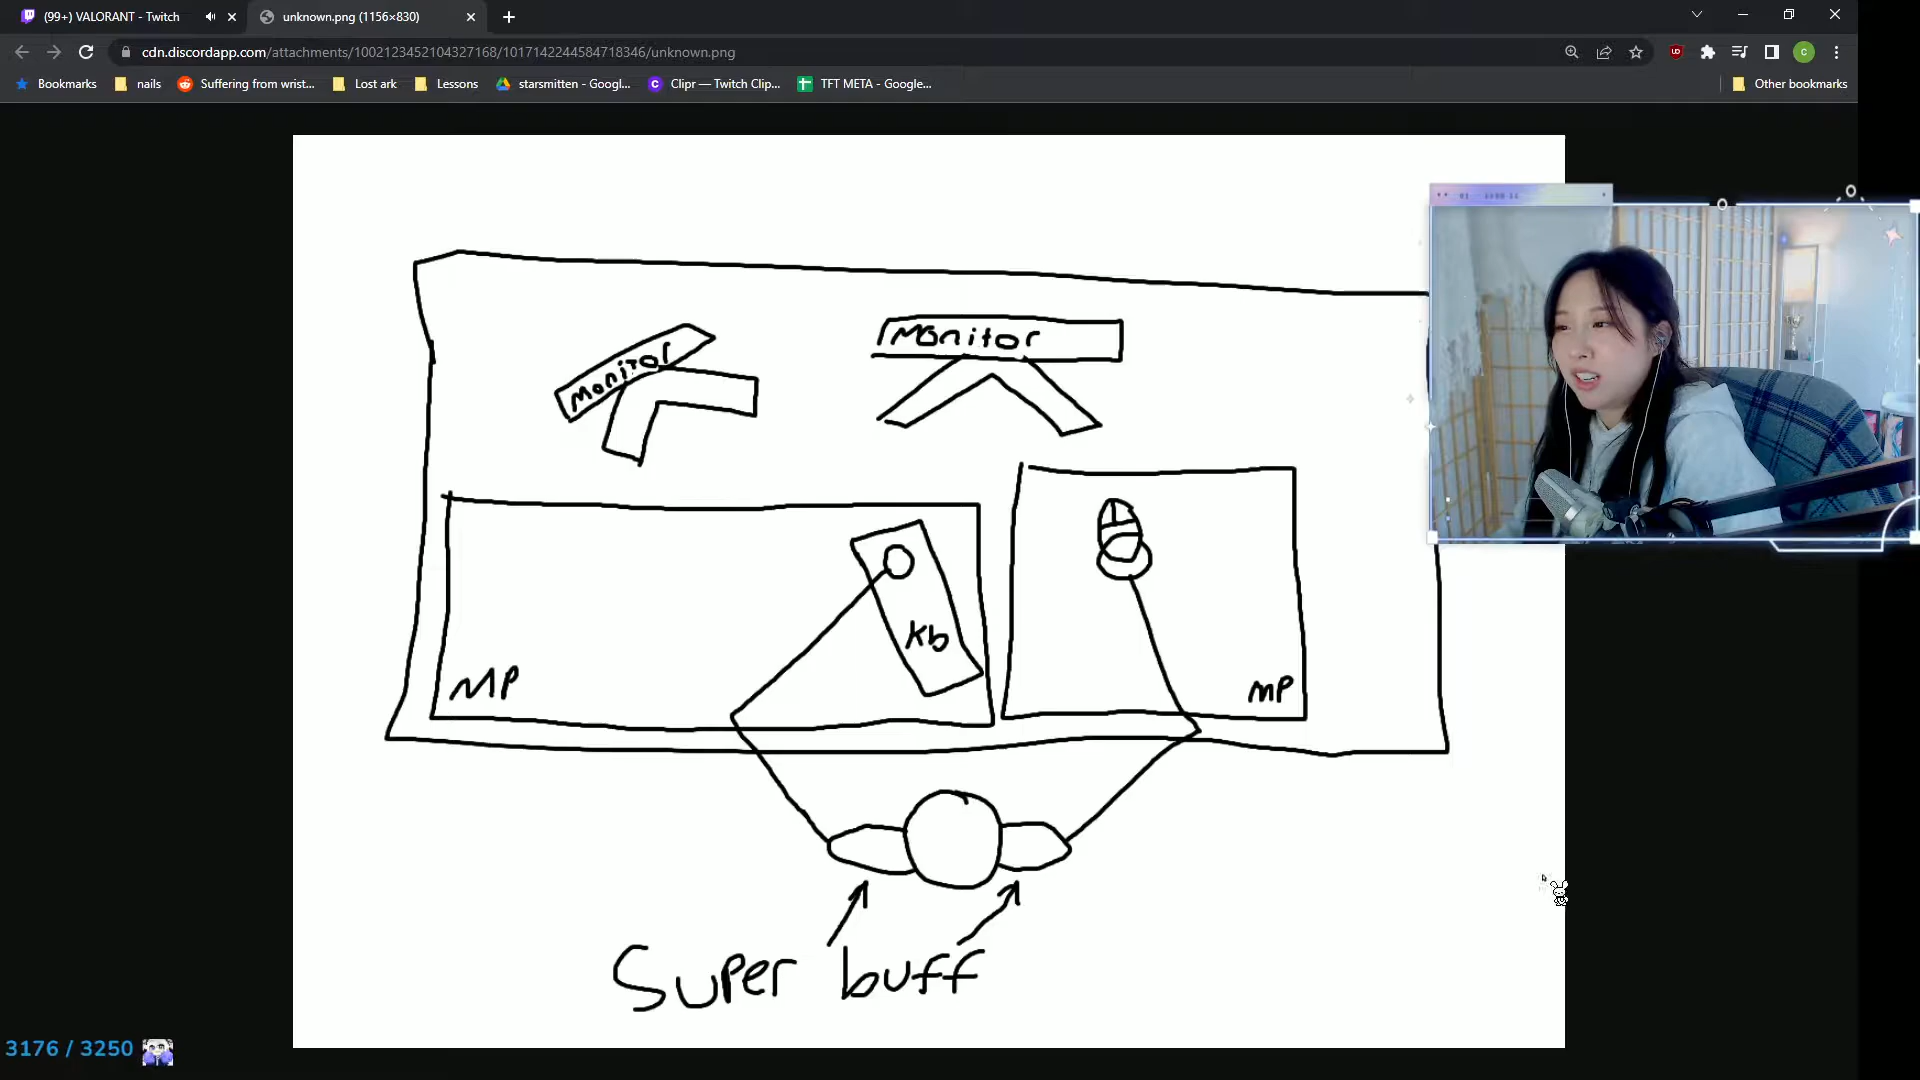 (99+) VALORANT - Twitch
unknown.png (1156×830)
cdn.discordapp.com/attachments/1002123452104327168/1017142244584718346/unknown.png
Bookmarks nails Suffering from wrist... Lost ark Lessons starsmitten - Googl... Clipr — Twitch Clip... TFT META - Google... Other bookmarks
Monitor
Monitor
Kb
MP
MP
Super buff
3176 / 3250